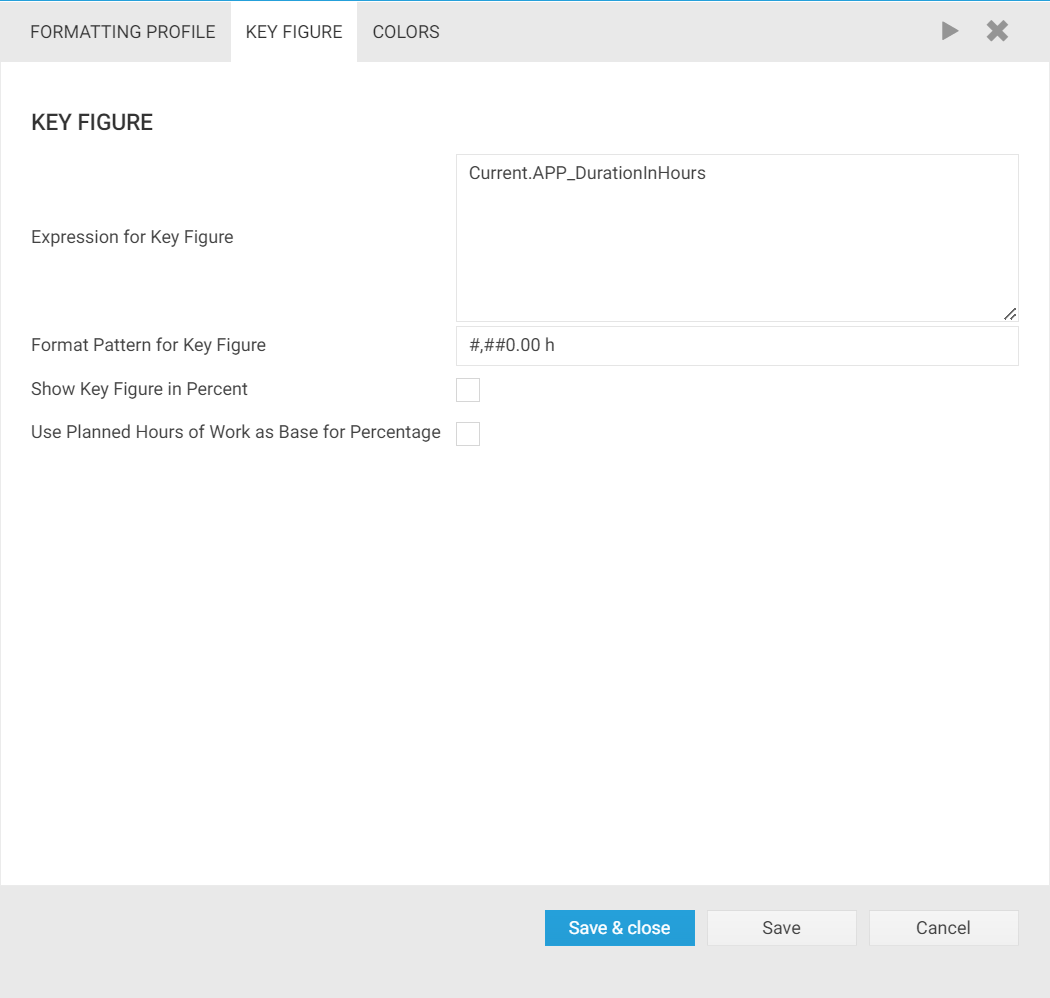 FORMATTING PROFILE KEY FIGURE COLORS
KEY FIGURE
Current.APP_DurationInHours
Expression for Key Figure
Format Pattern for Key Figure #,##0.00 h
Show Key Figure in Percent
Use Planned Hours of Work as Base for Percentage
Save & close Save Cancel